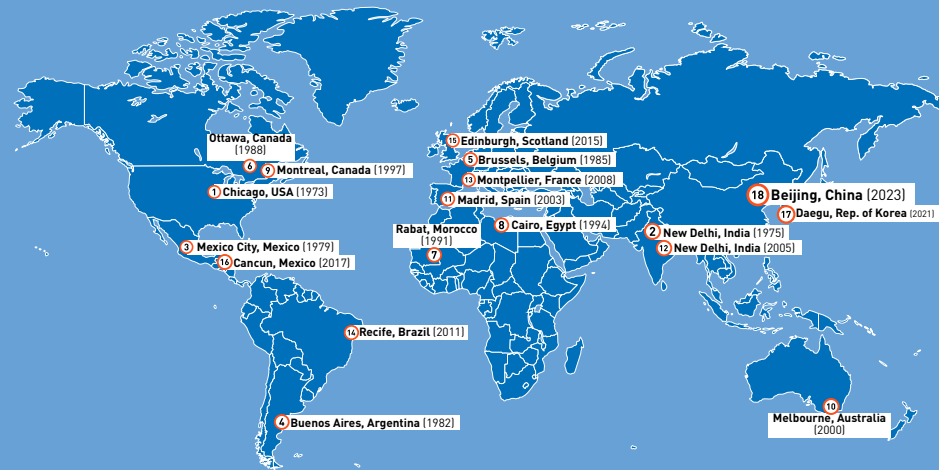 Ottawa, Canada
(1988)
6
9 Montreal, Canada (1997)
1 Chicago, USA (1973)
3 Mexico City, Mexico (1979)
16 Cancun, Mexico (2017)
14 Recife, Brazil (2011)
4 Buenos Aires, Argentina (1982)
15 Edinburgh, Scotland (2015)
5 Brussels, Belgium (1985)
13 Montpellier, France (2008)
11 Madrid, Spain (2003)
8 Cairo, Egypt (1994)
Rabat, Morocco
(1991)
7
18 Beijing, China (2023)
17 Daegu, Rep. of Korea (2021)
2 New Delhi, India (1975)
12 New Delhi, India (2005)
10
Melbourne, Australia
(2000)